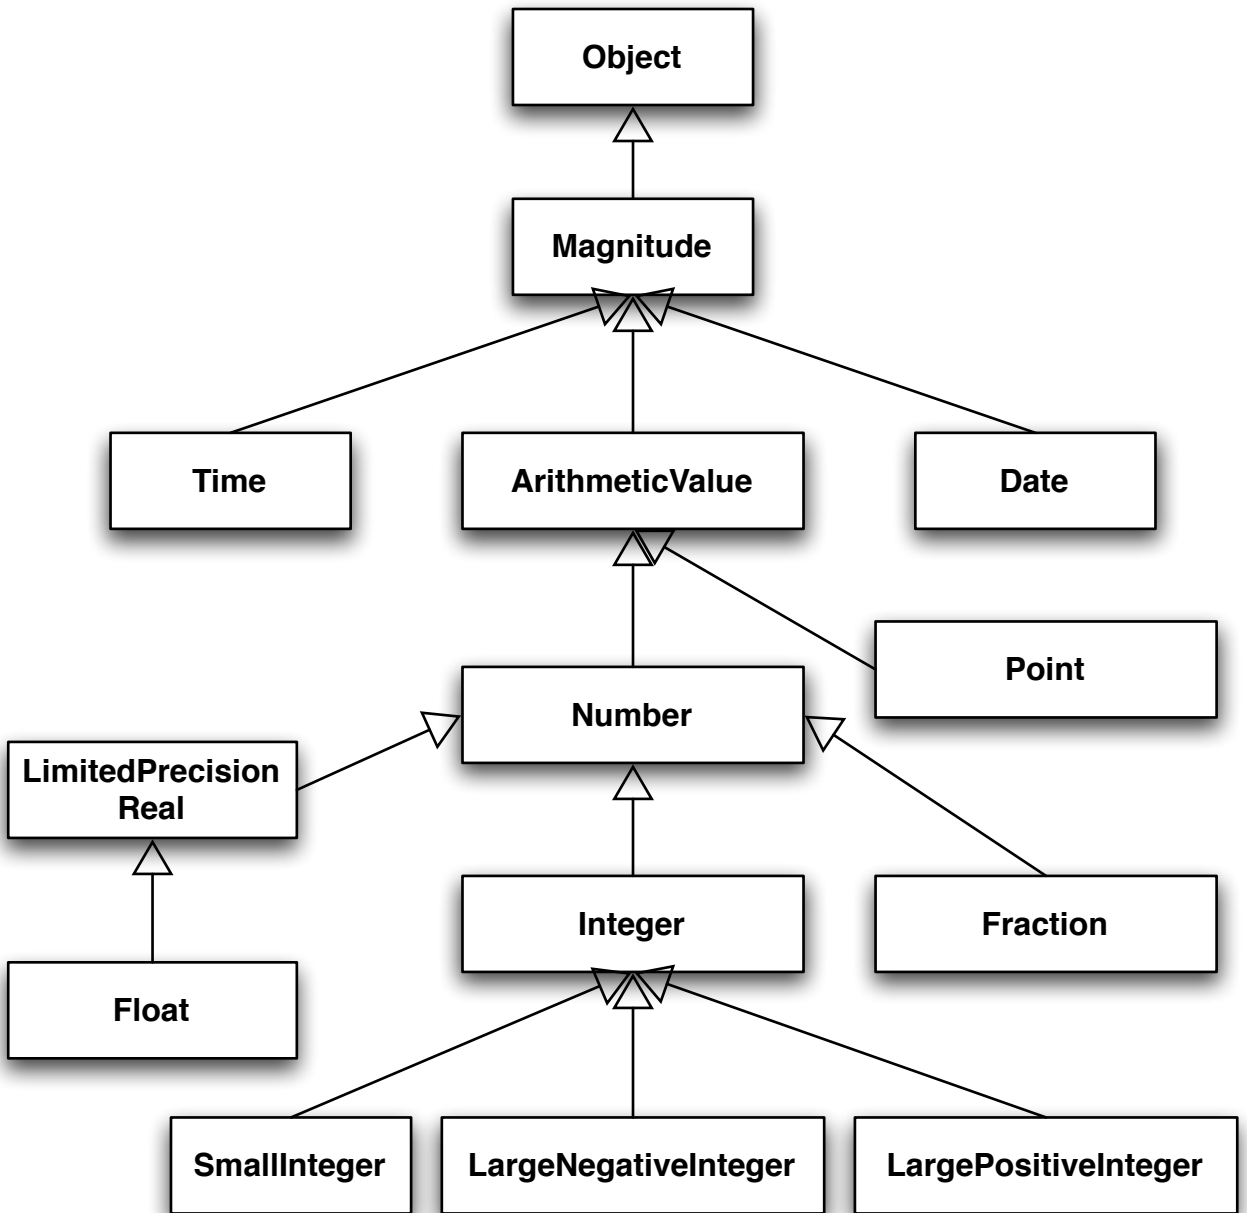 Object
Magnitude
Time
ArithmeticValue
Date
Point
Number
LimitedPrecision
Real
Integer
Fraction
Float
SmallInteger
LargeNegativeInteger
LargePositiveInteger